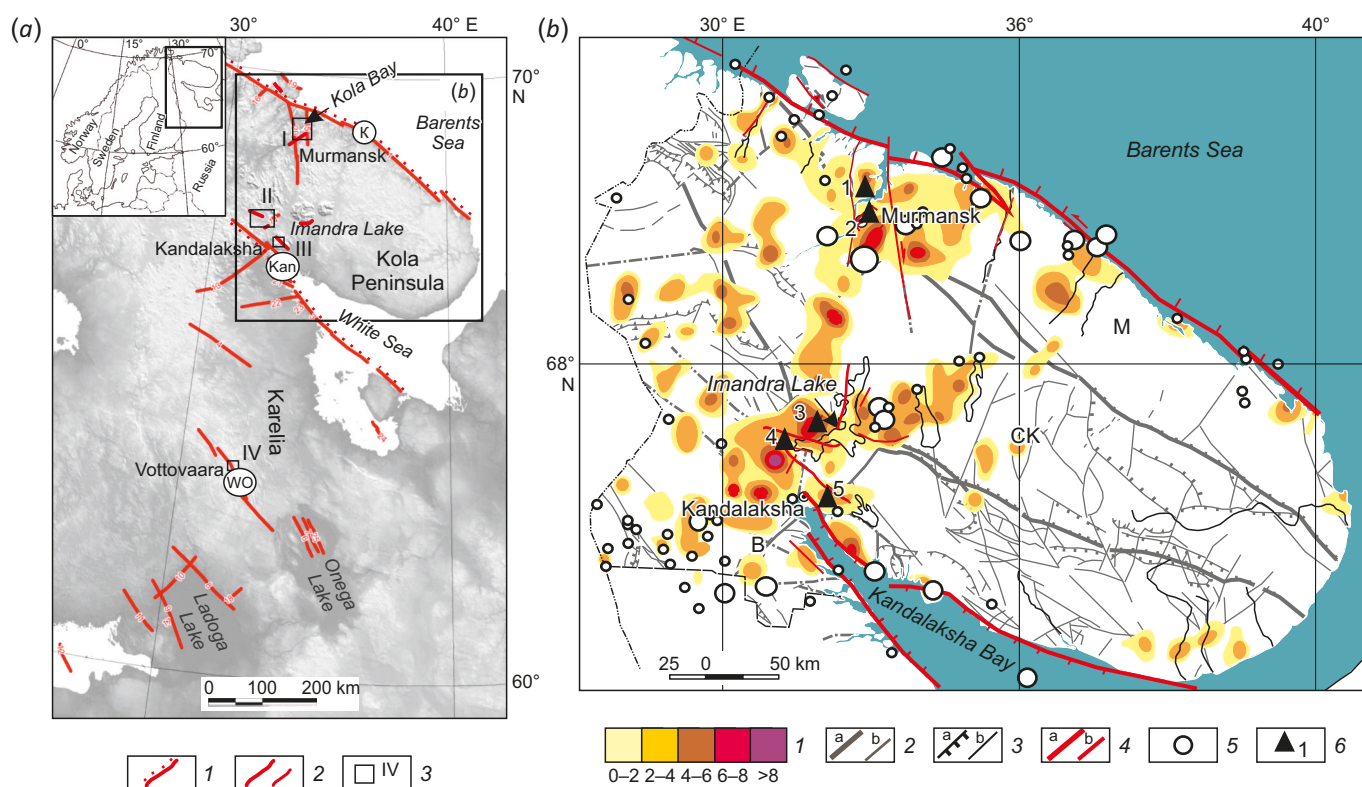 (a)
30°
40° E
0°
15°
30°
70°
60°
Norway
Sweden
Finland
Russia
70°
N
(b)
Kola Bay
K
Barents
Sea
I
Murmansk
II
Imandra Lake
Kandalaksha
III
Kan
Kola
Peninsula
White Sea
Karelia
IV
Vottovaara
WO
Onega
Lake
Ladoga
Lake
0 100 200 km
60°
1
2
IV
3
(b)
30° E
36°
40°
Barents Sea
1
Murmansk
2
M
68°
N
Imandra Lake
3
4
CK
5
Kandalaksha
B
Kandalaksha Bay
25 0 50 km
1
0–2 2–4 4–6 6–8 >8
a b 2
a b 3
a b 4
5
1 6